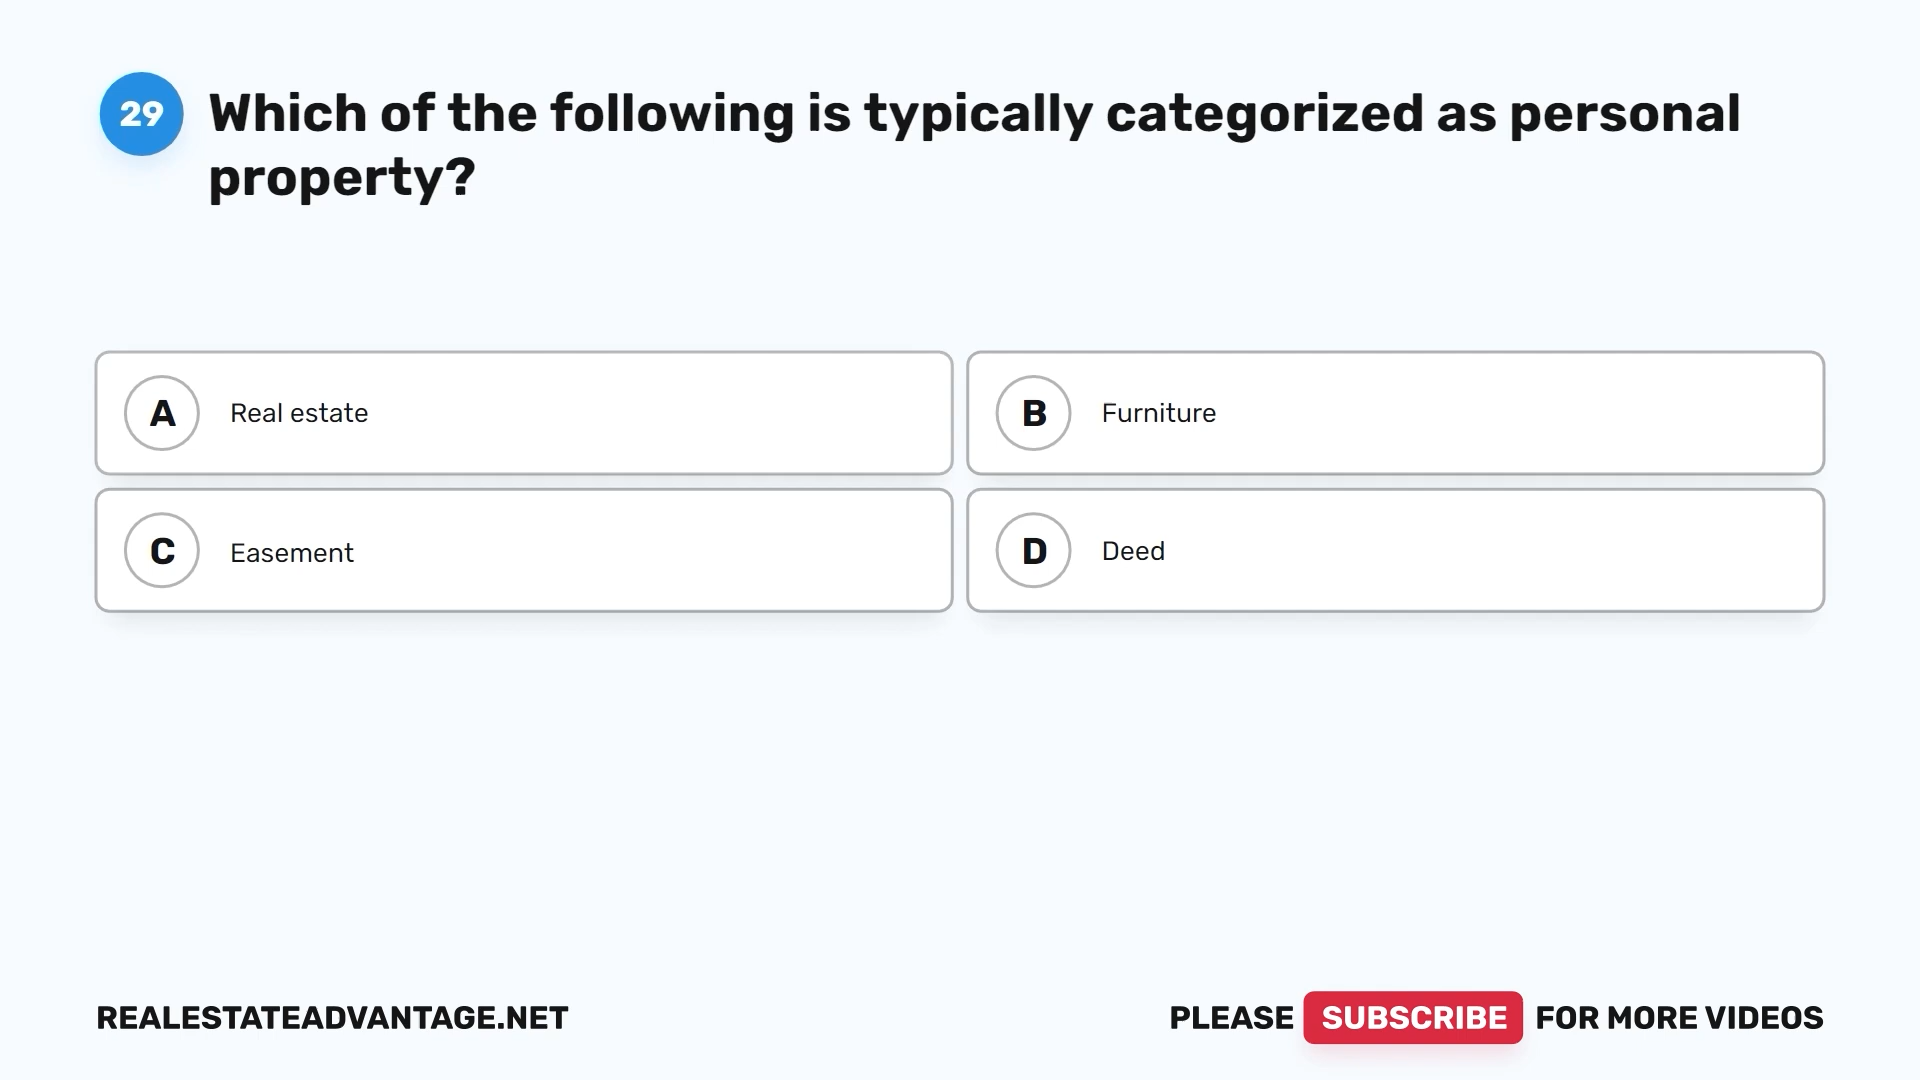 29
Which of the following is typically categorized as personal
property?
A Real estate
B Furniture
C Easement
D Deed
REALESTATEADVANTAGE.NET
PLEASE SUBSCRIBE FOR MORE VIDEOS